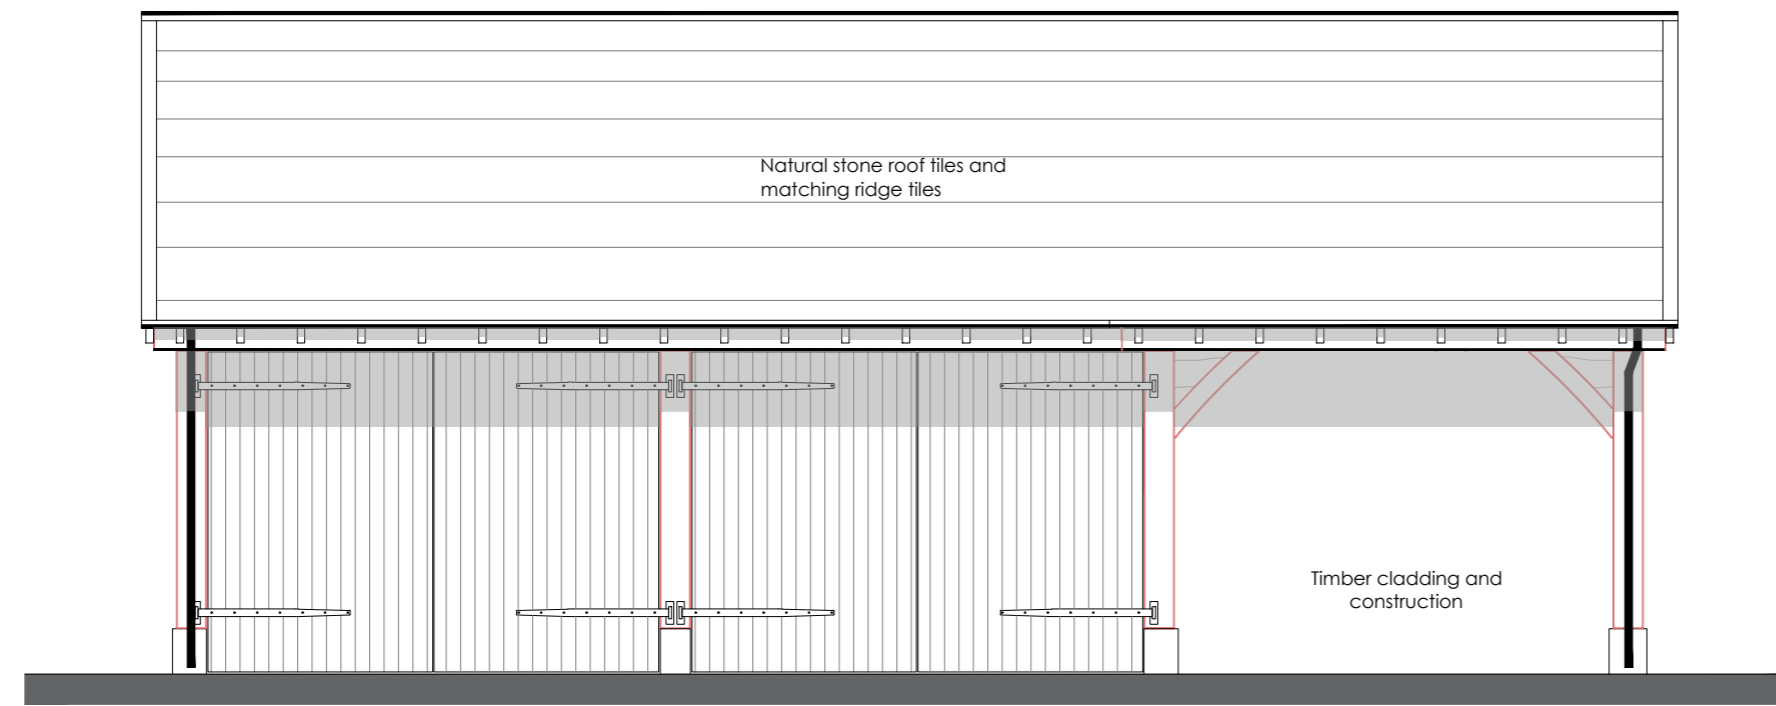 Natural stone roof tiles and
matching ridge tiles
Timber cladding and
construction